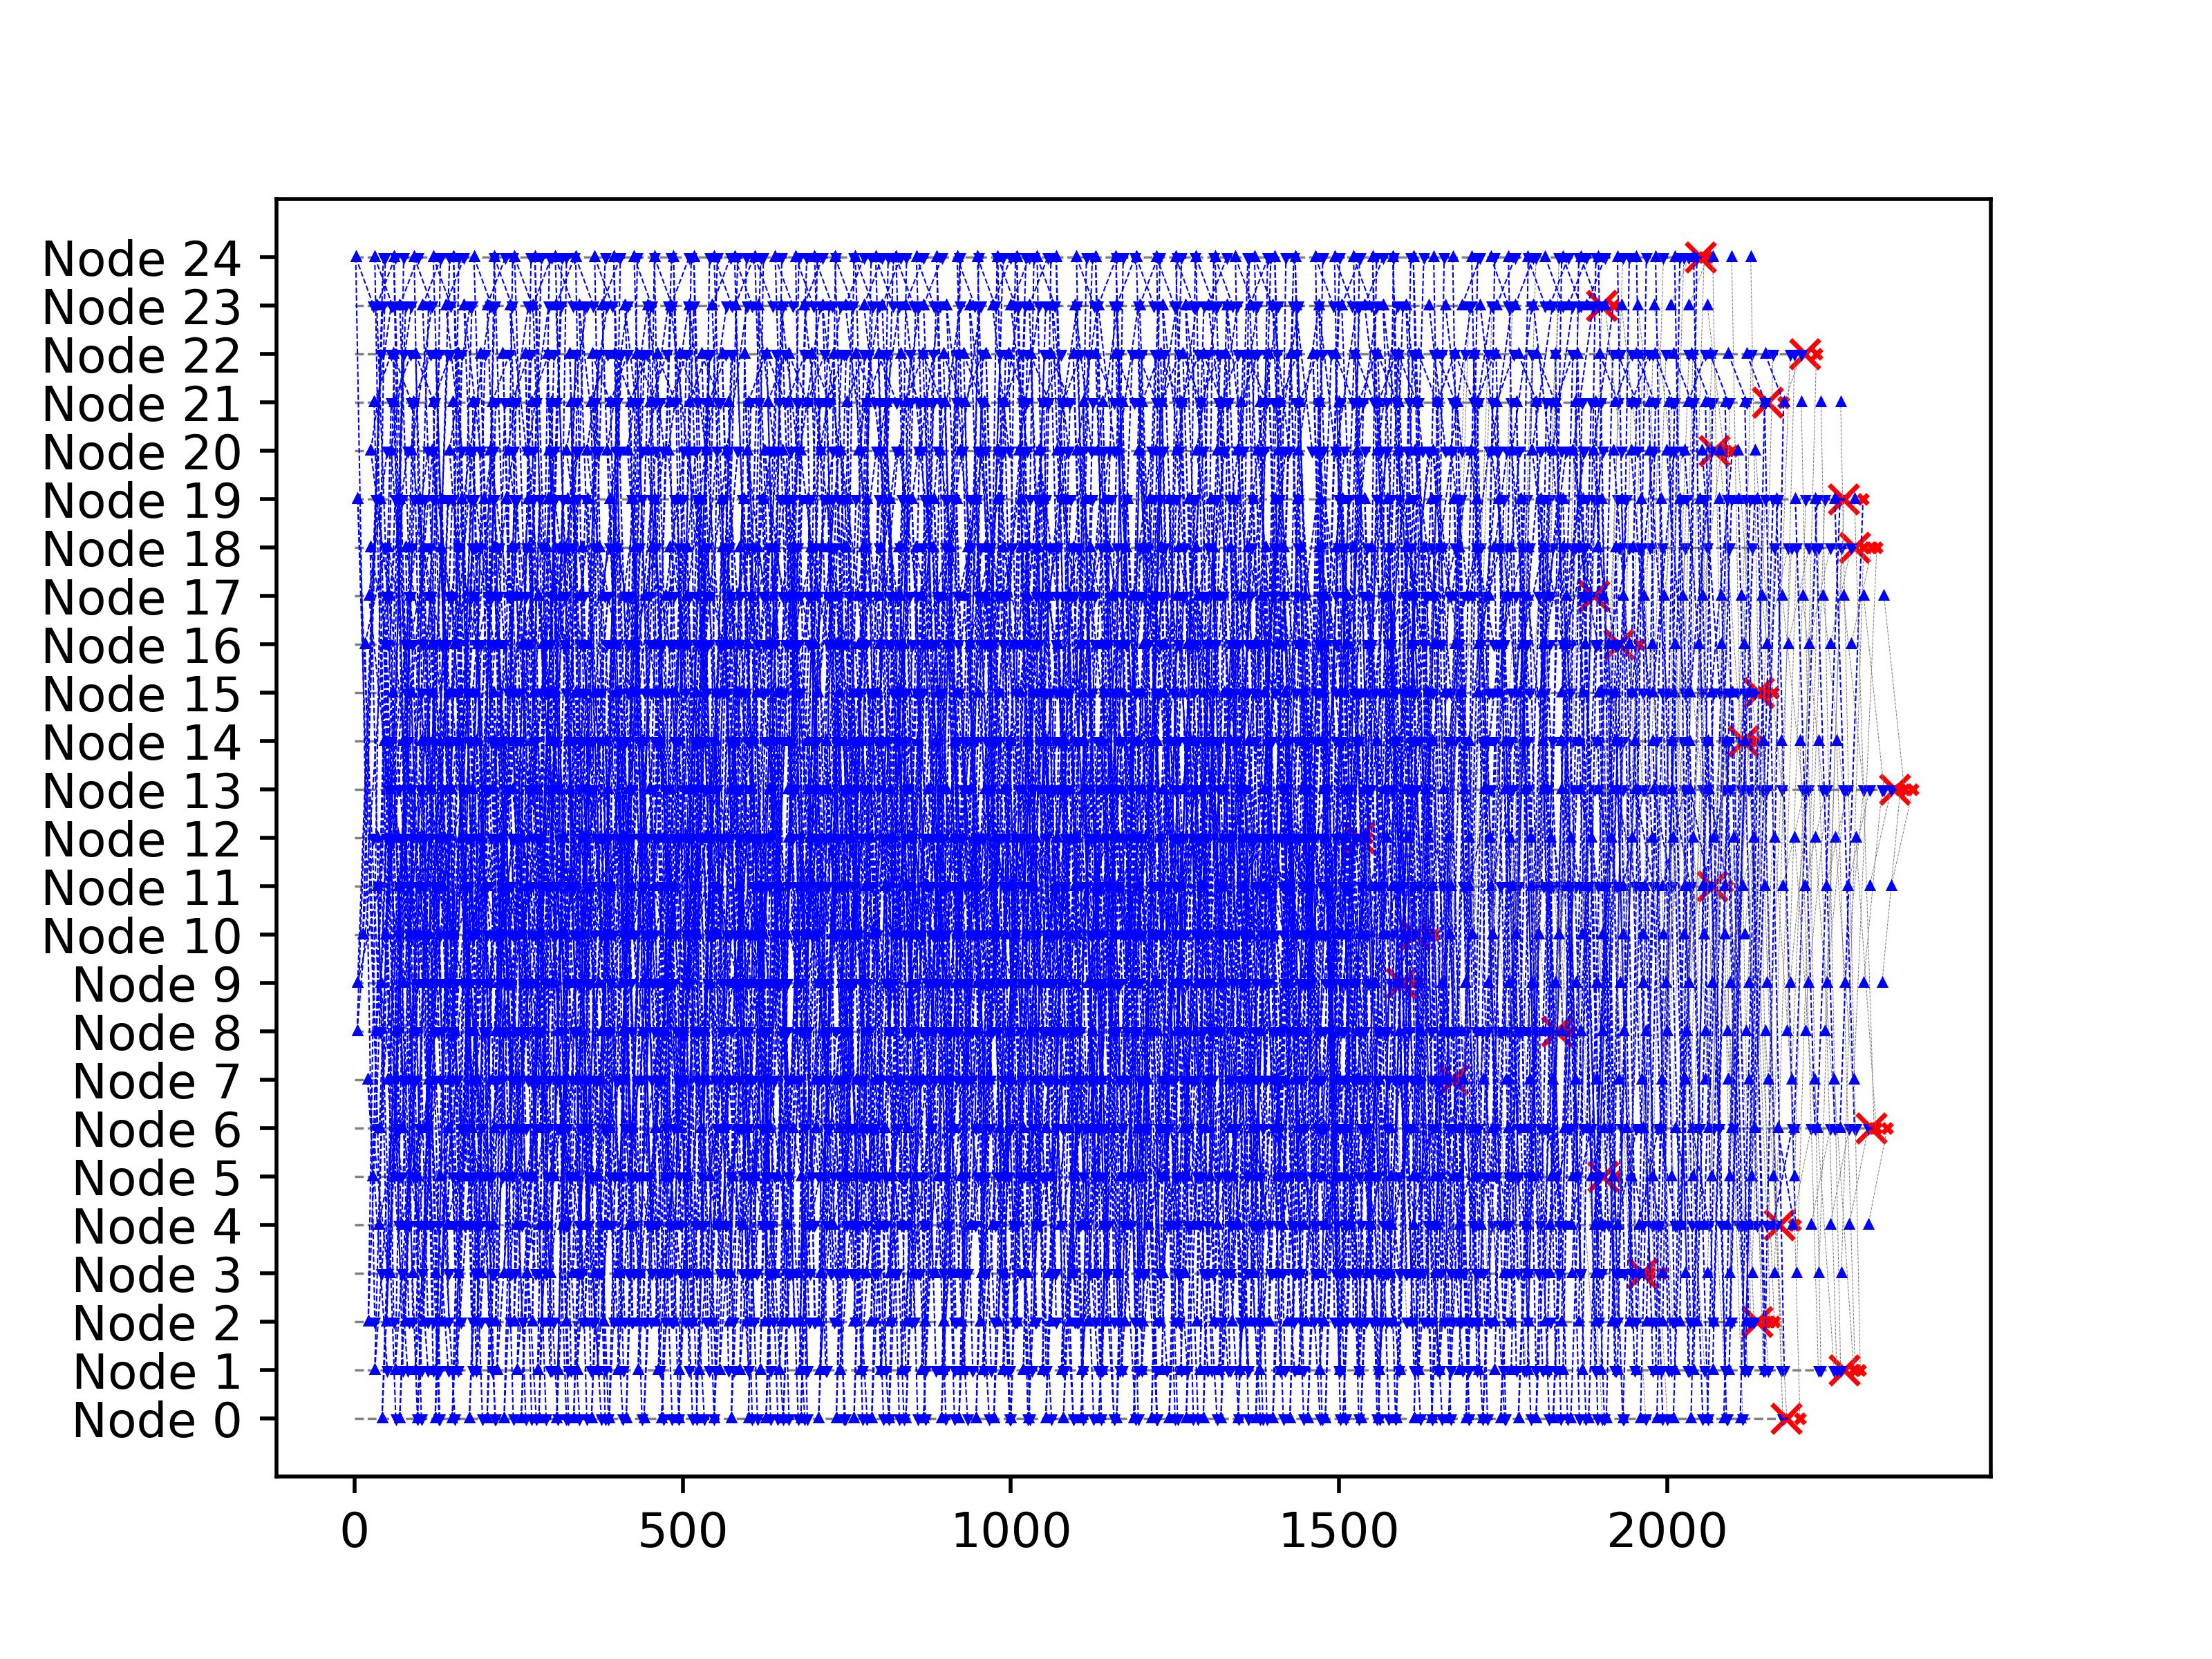 Node 24
Node 23
Node 22
Node 21
Node 20
Node 19
Node 18
Node 17
Node 16
Node 15
Node 14
Node 13
Node 12
Node 11
Node 10
Node 9
Node 8
Node 7
Node 6
Node 5
Node 4
Node 3
Node 2
Node 1
Node 0
0 500 1000 1500 2000